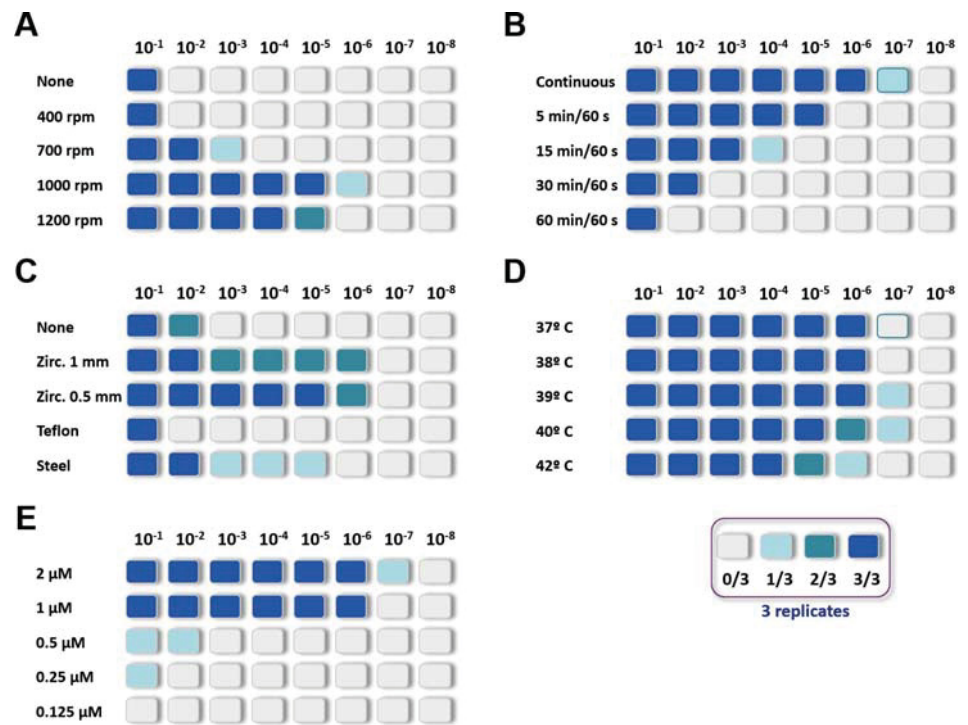 A
10⁻¹ 10⁻² 10⁻³ 10⁻⁴ 10⁻⁵ 10⁻⁶ 10⁻⁷ 10⁻⁸
None
400 rpm
700 rpm
1000 rpm
1200 rpm
B
10⁻¹ 10⁻² 10⁻³ 10⁻⁴ 10⁻⁵ 10⁻⁶ 10⁻⁷ 10⁻⁸
Continuous
5 min/60 s
15 min/60 s
30 min/60 s
60 min/60 s
C
10⁻¹ 10⁻² 10⁻³ 10⁻⁴ 10⁻⁵ 10⁻⁶ 10⁻⁷ 10⁻⁸
None
Zirc. 1 mm
Zirc. 0.5 mm
Teflon
Steel
D
10⁻¹ 10⁻² 10⁻³ 10⁻⁴ 10⁻⁵ 10⁻⁶ 10⁻⁷ 10⁻⁸
37º C
38º C
39º C
40º C
42º C
E
10⁻¹ 10⁻² 10⁻³ 10⁻⁴ 10⁻⁵ 10⁻⁶ 10⁻⁷ 10⁻⁸
2 µM
1 µM
0.5 µM
0.25 µM
0.125 µM
0/3 1/3 2/3 3/3
3 replicates